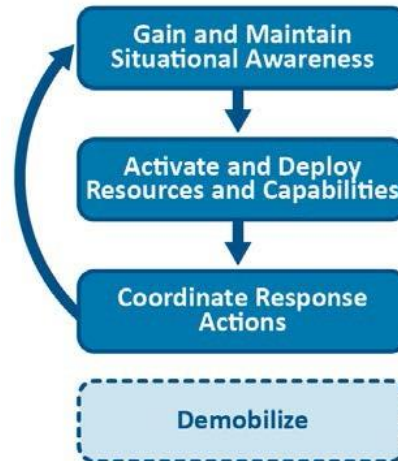 Gain and Maintain
Situational Awareness
Activate and Deploy
Resources and Capabilities
Coordinate Response
Actions
Demobilize